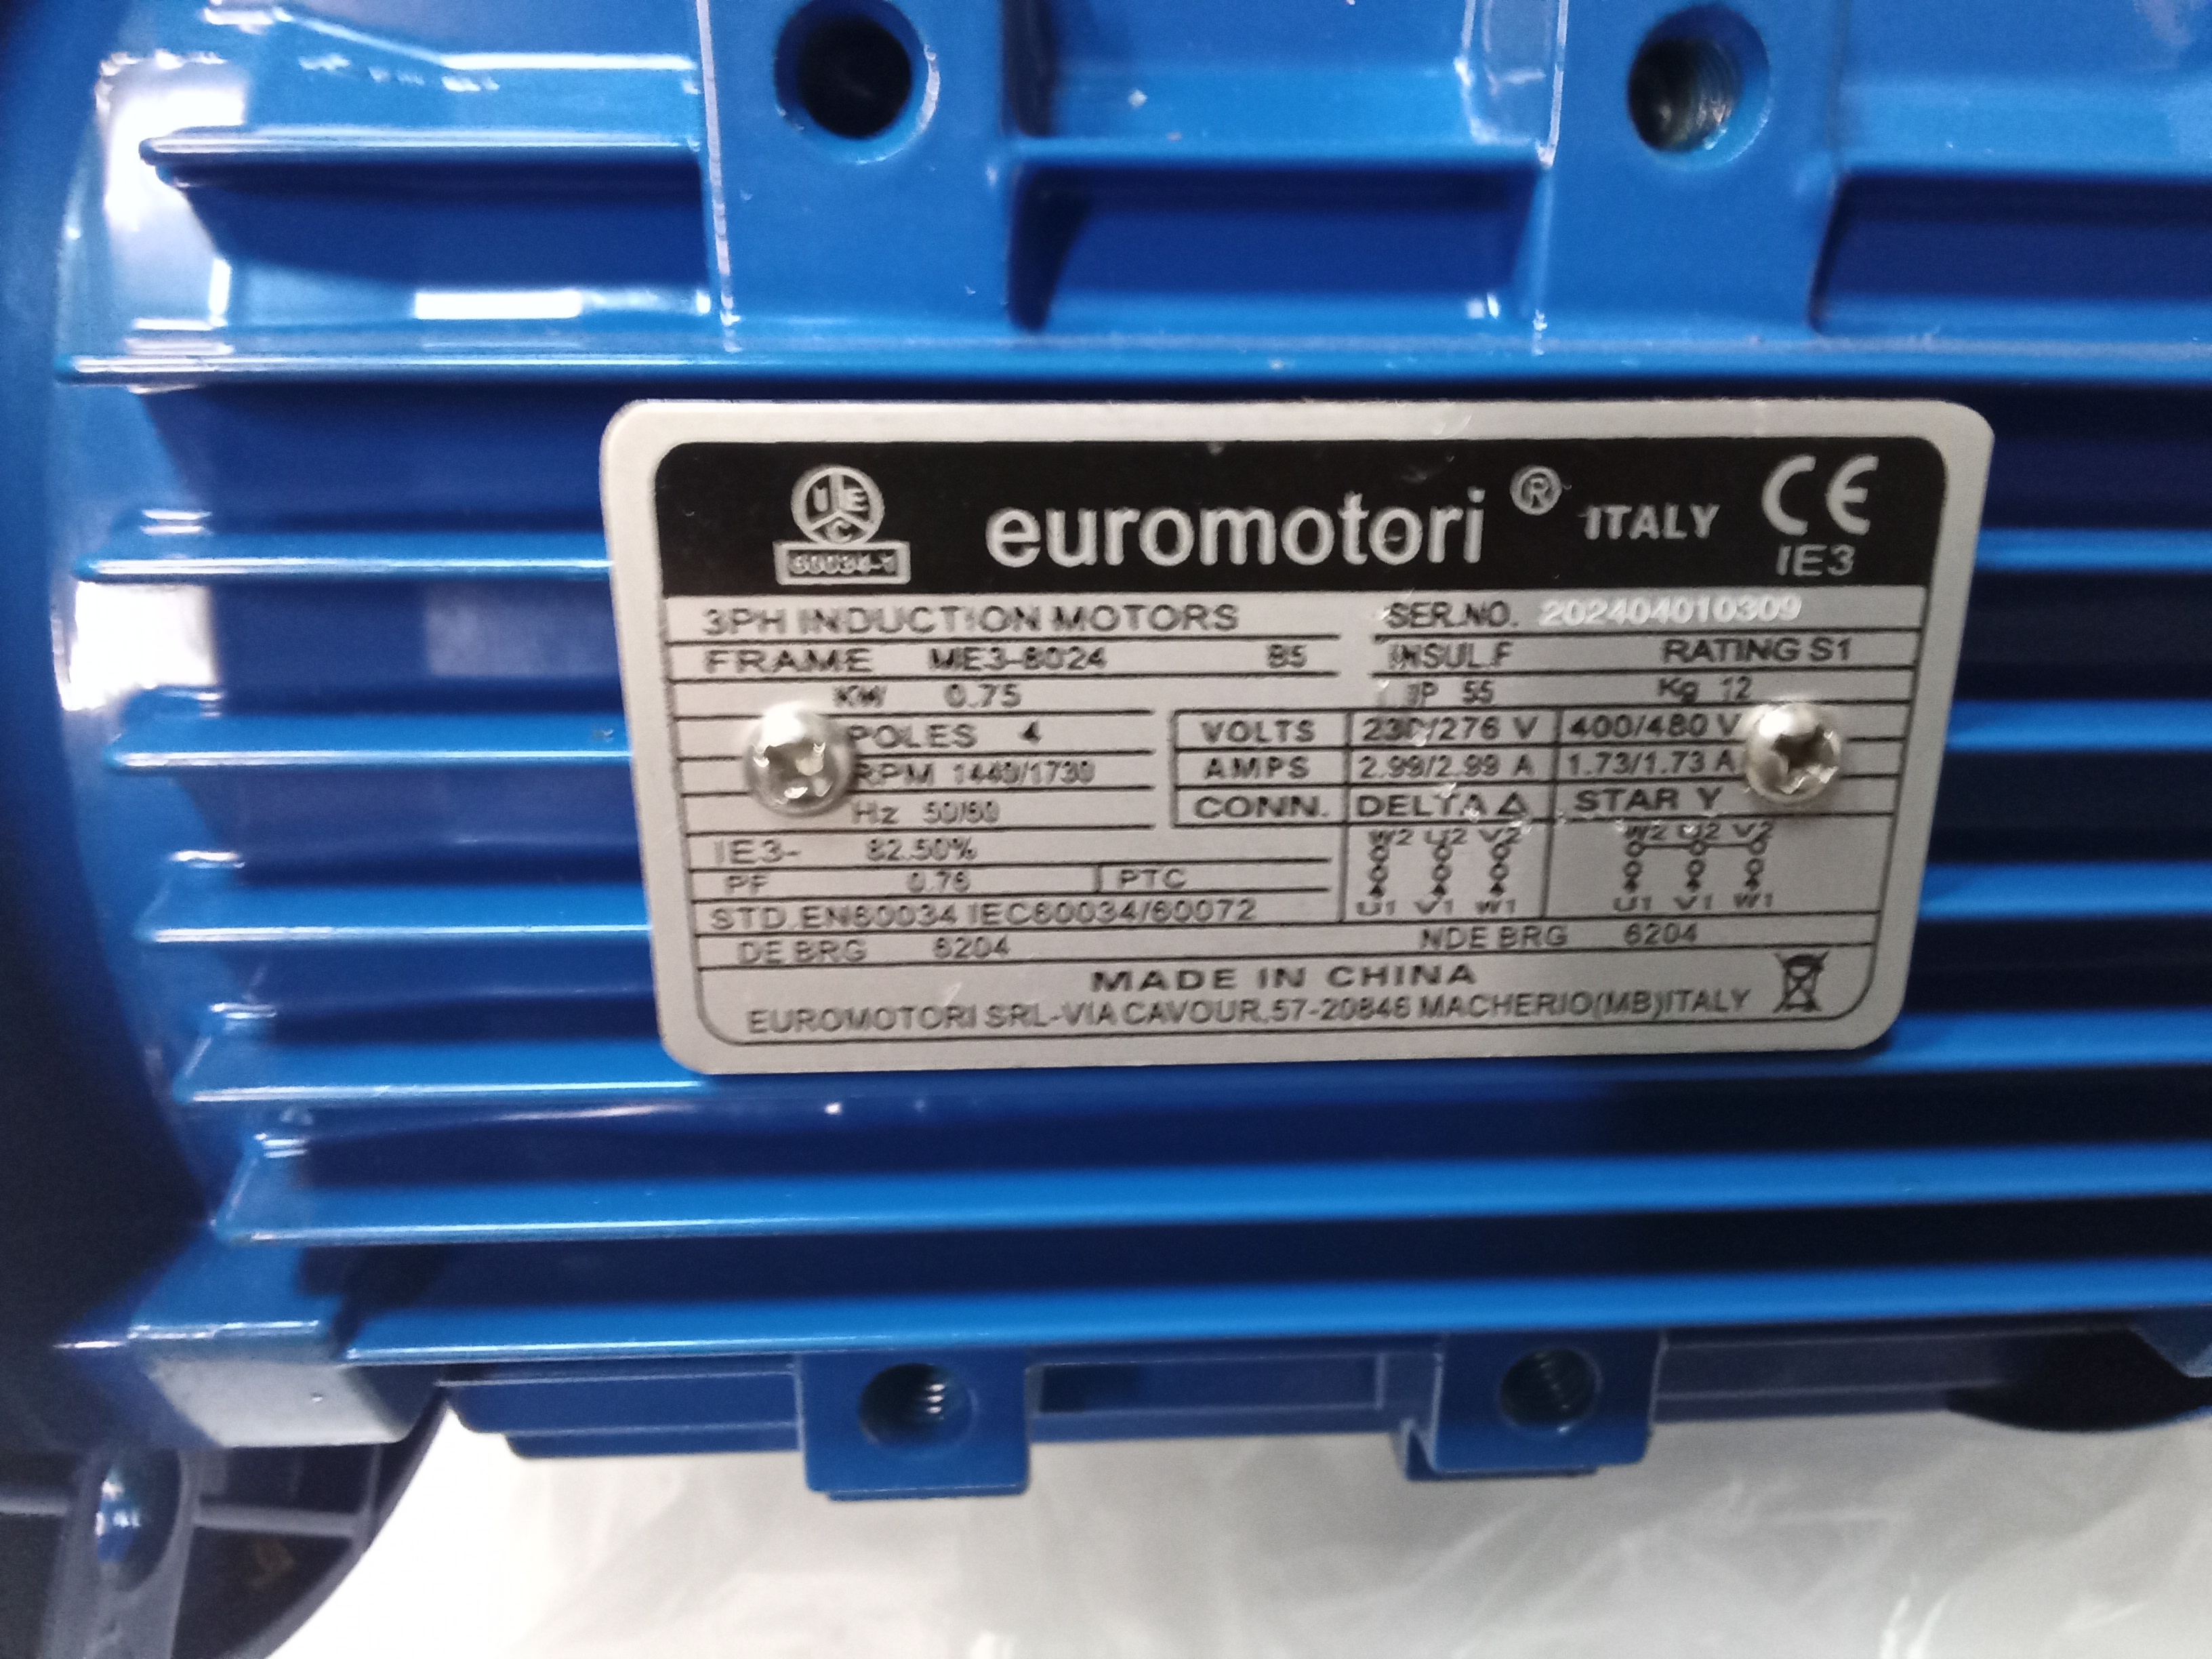 I E C
60034-1
euromotori ® ITALY CE
IE3
3PH INDUCTION MOTORS SER.NO. 202404010309
FRAME ME3-8024 B5 INSUL.F RATING S1
KW 0.75 IP 55 Kg 12
POLES 4 VOLTS 230/276 V 400/480 V
RPM 1440/1730 AMPS 2.99/2.99 A 1.73/1.73 A
Hz 50/60 CONN. DELTA Δ STAR Y
W2 U2 V2 W2 U2 V2
IE3- 82.50%
PF PTC
U1 V1 W1 U1 V1 W1
STD.EN60034 IEC60034/60072
DE BRG 6204 NDE BRG 6204
MADE IN CHINA
EUROMOTORI SRL-VIA CAVOUR,57-20846 MACHERIO(MB)ITALY